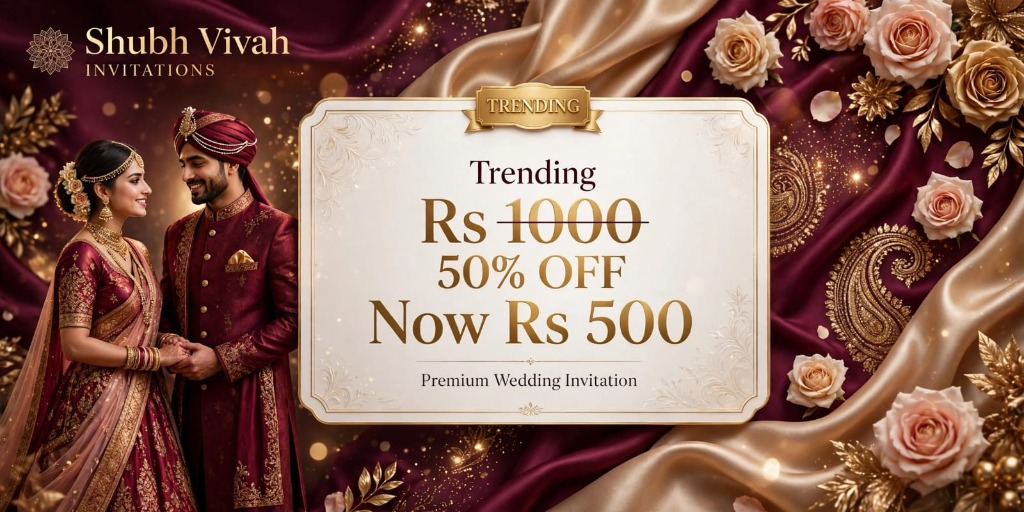 Shubh Vivah
INVITATIONS
TRENDING
Trending
Rs 1000
50% OFF
Now Rs 500
Premium Wedding Invitation